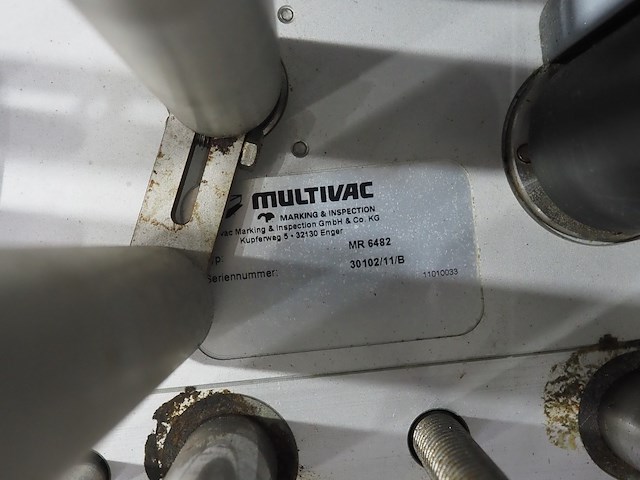 MULTIVAC
MARKING & INSPECTION
Marking & Inspection GmbH & Co. KG
Kupferweg 5 • 32130 Enger
MR 6482
Seriennummer: 30102/11/B
11010033